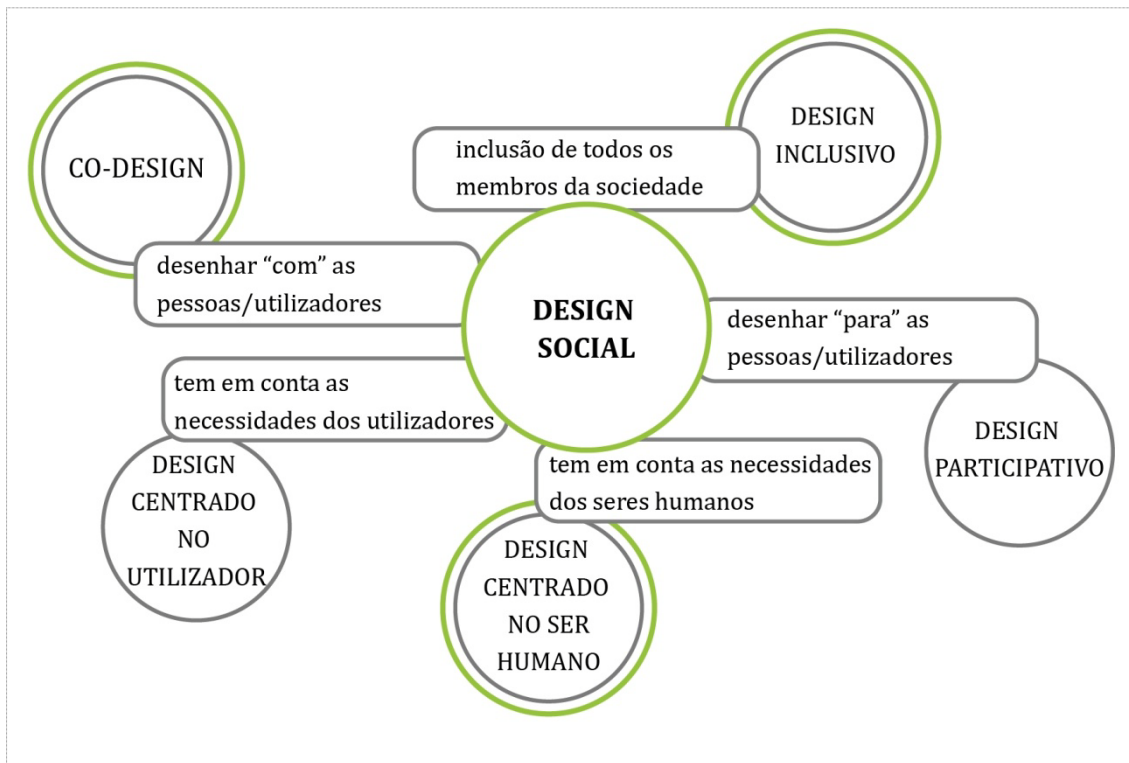 CO-DESIGN
desenhar “com” as
pessoas/utilizadores
inclusão de todos os
membros da sociedade
DESIGN
INCLUSIVO
DESIGN
SOCIAL
desenhar “para” as
pessoas/utilizadores
DESIGN
PARTICIPATIVO
tem em conta as
necessidades dos utilizadores
DESIGN
CENTRADO
NO
UTILIZADOR
tem em conta as necessidades
dos seres humanos
DESIGN
CENTRADO
NO SER
HUMANO